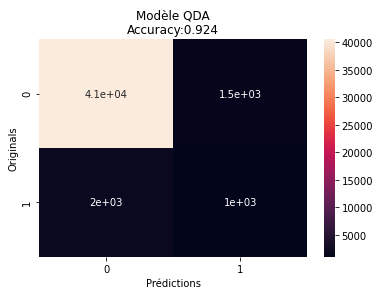 Modèle QDA
Accuracy:0.924
0
4.1e+04
1.5e+03
1
2e+03
1e+03
0
1
Originals
Prédictions
40000
35000
30000
25000
20000
15000
10000
5000